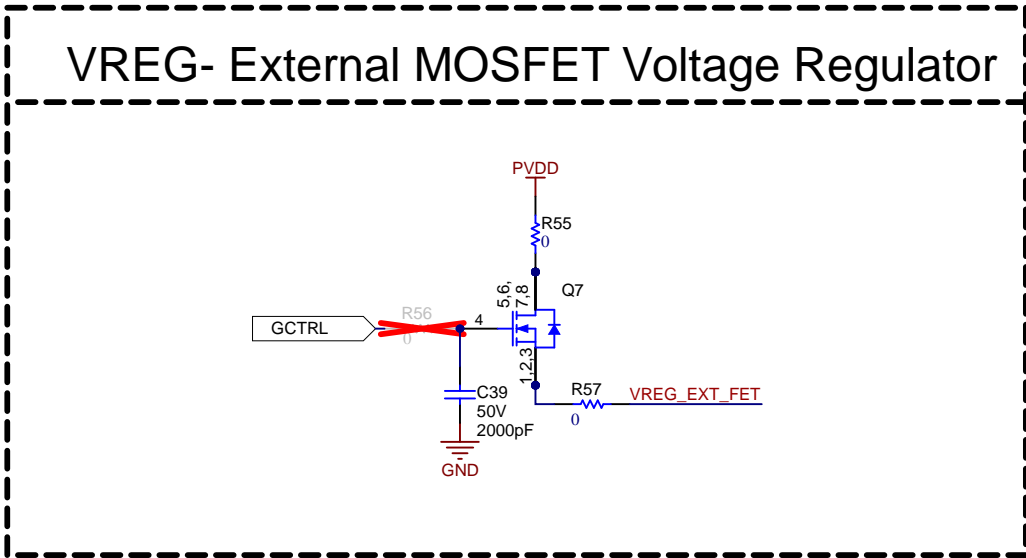 VREG- External MOSFET Voltage Regulator
PVDD
R55
0
5,6,
7,8
Q7
R56
0
GCTRL
4
1,2,3
C39
50V
2000pF
R57
0
VREG_EXT_FET
GND